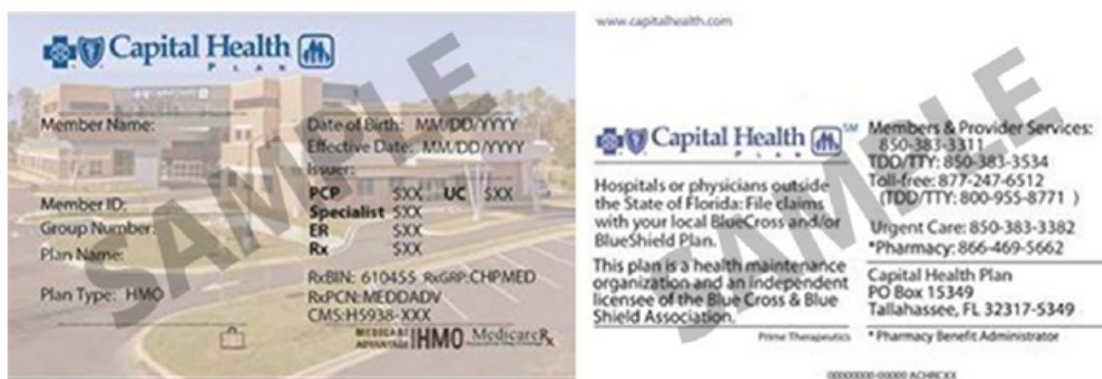 Capital Health
PLAN
SAMPLE
Member Name:
Date of Birth: MM/DD/YYYY
Effective Date: MM/DD/YYYY
Issuer:
PCP $XX UC $XX
Member ID:
Specialist $XX
Group Number:
ER $XX
Plan Name:
Rx $XX
RxBIN: 610455 RxGRP: CHPMED
Plan Type: HMO
RxPCN: MEDDADV
CMS:H5938-XXX
MEDICARE ADVANTAGE HMO MedicareRx
www.capitalhealth.com
SAMPLE
Capital Health SM
PLAN
Hospitals or physicians outside
the State of Florida: File claims
with your local BlueCross and/or
BlueShield Plan.
This plan is a health maintenance
organization and an independent
licensee of the Blue Cross & Blue
Shield Association.
Prime Therapeutics
Members & Provider Services:
850-383-3311
TDD/TTY: 850-383-3534
Toll-free: 877-247-6512
(TDD/TTY: 800-955-8771 )
Urgent Care: 850-383-3382
*Pharmacy: 866-469-5662
Capital Health Plan
PO Box 15349
Tallahassee, FL 32317-5349
* Pharmacy Benefit Administrator
00000000-00000 ACHRCXX